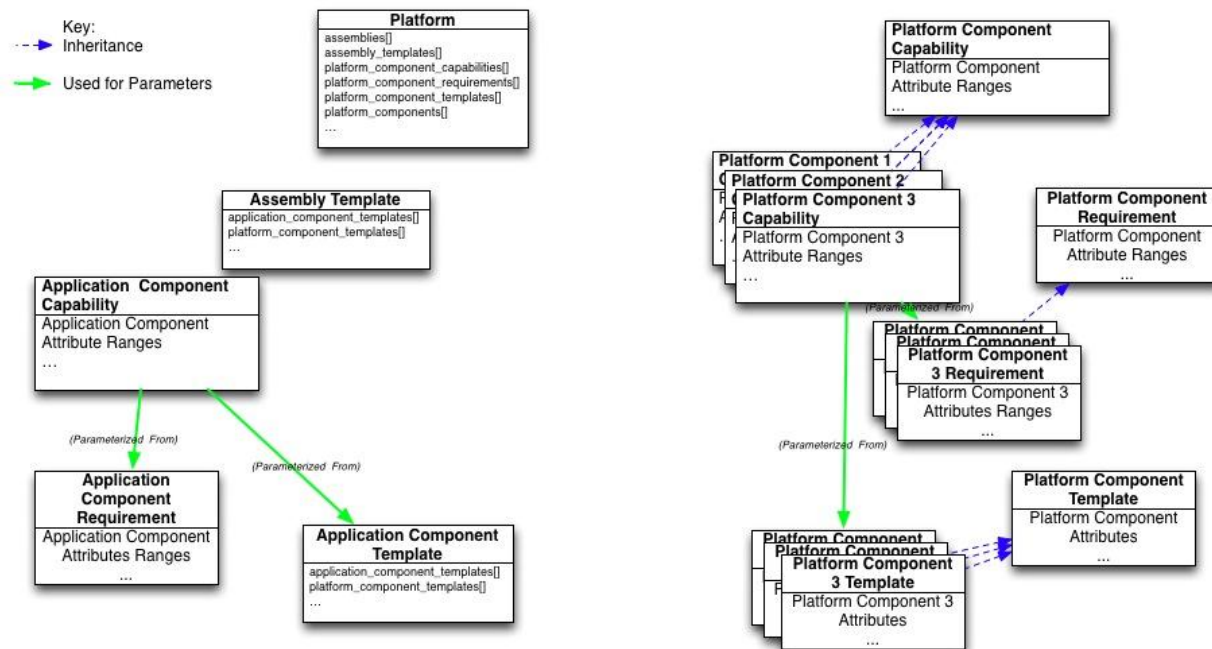 Key:
Inheritance
Used for Parameters
Platform
assemblies[]
assembly_templates[]
platform_component_capabilities[]
platform_component_requirements[]
platform_component_templates[]
platform_components[]
...
Assembly Template
application_component_templates[]
platform_component_templates[]
...
Application Component
Capability
Application Component
Attribute Ranges
...
(Parameterized From)
(Parameterized From)
Application
Component
Requirement
Application Component
Attributes Ranges
...
Application Component
Template
application_component_templates[]
platform_component_templates[]
...
Platform Component
Capability
Platform Component
Attribute Ranges
...
Platform Component 1
Platform Component 2
Platform Component 3
Capability
Platform Component 3
Attribute Ranges
...
Platform Component
Requirement
Platform Component
Attribute Ranges
...
(Parameterized From)
Platform Component
Platform Component
Platform Component
3 Requirement
Platform Component 3
Attributes Ranges
...
(Parameterized From)
Platform Component
Template
Platform Component
Attributes
...
Platform Component
Platform Component
Platform Component
3 Template
Platform Component 3
Attributes
...